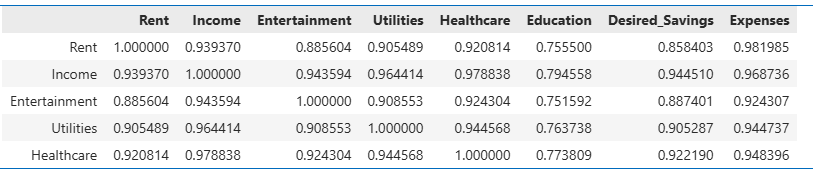 Rent Income Entertainment Utilities Healthcare Education Desired_Savings Expenses
Rent 1.000000 0.939370 0.885604 0.905489 0.920814 0.755500 0.858403 0.981985
Income 0.939370 1.000000 0.943594 0.964414 0.978838 0.794558 0.944510 0.968736
Entertainment 0.885604 0.943594 1.000000 0.908553 0.924304 0.751592 0.887401 0.924307
Utilities 0.905489 0.964414 0.908553 1.000000 0.944568 0.763738 0.905287 0.944737
Healthcare 0.920814 0.978838 0.924304 0.944568 1.000000 0.773809 0.922190 0.948396